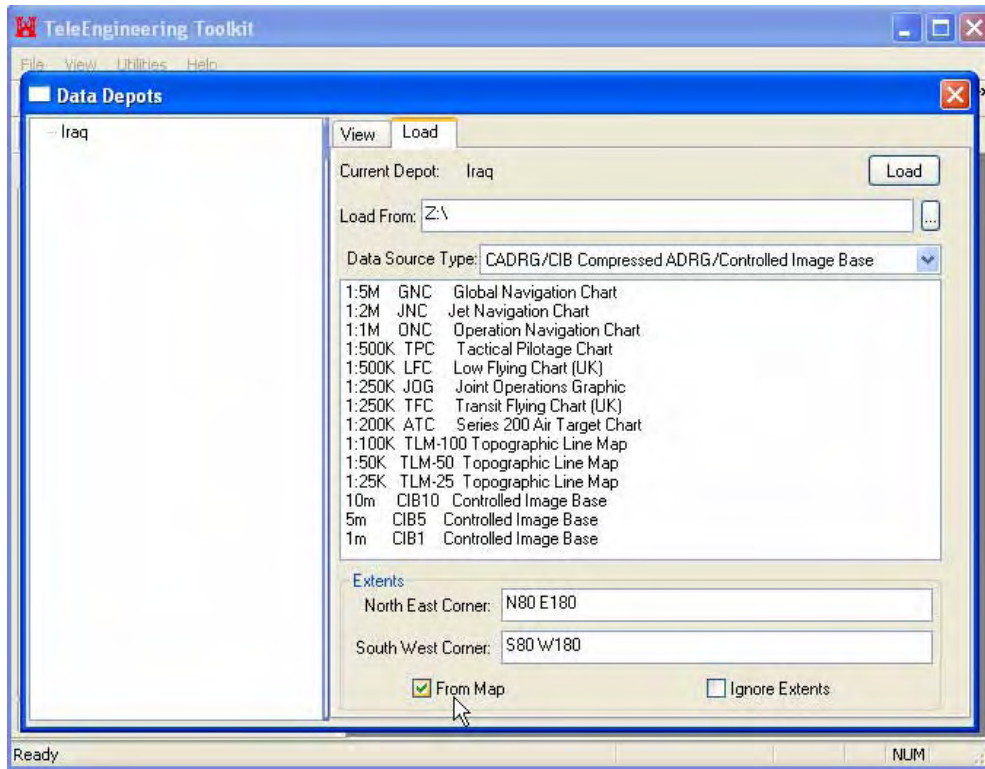 TeleEngineering Toolkit
File View Utilities Help
Data Depots
Iraq
View Load
Current Depot: Iraq Load
Load From: Z:\ ...
Data Source Type: CADRG/CIB Compressed ADRG/Controlled Image Base
1:5M GNC Global Navigation Chart
1:2M JNC Jet Navigation Chart
1:1M ONC Operation Navigation Chart
1:500K TPC Tactical Pilotage Chart
1:500K LFC Low Flying Chart (UK)
1:250K JOG Joint Operations Graphic
1:250K TFC Transit Flying Chart (UK)
1:200K ATC Series 200 Air Target Chart
1:100K TLM-100 Topographic Line Map
1:50K TLM-50 Topographic Line Map
1:25K TLM-25 Topographic Line Map
10m CIB10 Controlled Image Base
5m CIB5 Controlled Image Base
1m CIB1 Controlled Image Base
Extents
North East Corner: N80 E180
South West Corner: S80 W180
From Map Ignore Extents
Ready NUM